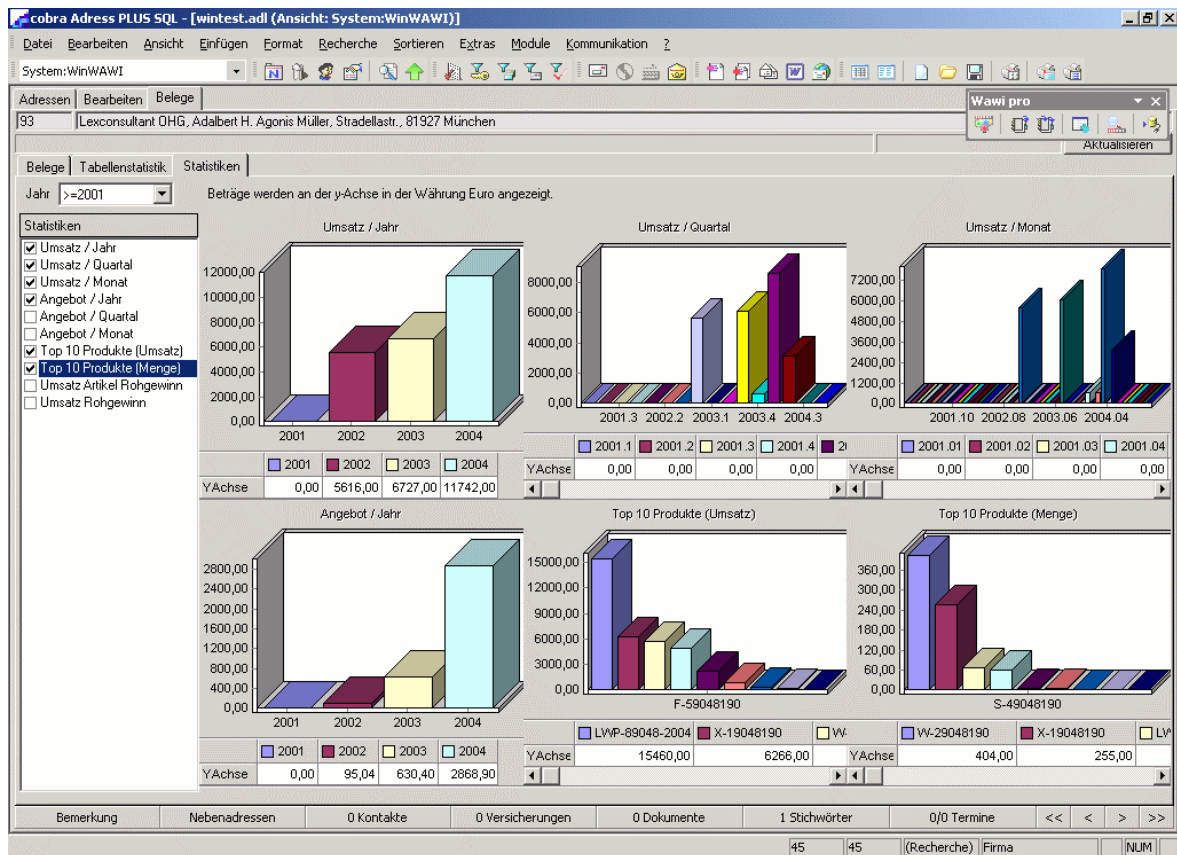 cobra Adress PLUS SQL - [wintest.adl (Ansicht: System:WinWAWI)]
Datei Bearbeiten Ansicht Einfügen Format Recherche Sortieren Extras Module Kommunikation ?
System:WinWAWI
Adressen Bearbeiten Belege
Wawi pro
93 Lexconsultant OHG, Adalbert H. Agonis Müller, Stradellastr., 81927 München
Aktualisieren
Belege Tabellenstatistik Statistiken
Jahr >=2001 Beträge werden an der y-Achse in der Währung Euro angezeigt.
Statistiken
Umsatz / Jahr
Umsatz / Quartal
Umsatz / Monat
Angebot / Jahr
Angebot / Quartal
Angebot / Monat
Top 10 Produkte (Umsatz)
Top 10 Produkte (Menge)
Umsatz Artikel Rohgewinn
Umsatz Rohgewinn
Umsatz / Jahr
12000,00
10000,00
8000,00
6000,00
4000,00
2000,00
0,00
2001 2002 2003 2004
2001 2002 2003 2004
YAchse 0,00 5616,00 6727,00 11742,00
Umsatz / Quartal
8000,00
6000,00
4000,00
2000,00
0,00
2001.3 2002.2 2003.1 2003.4 2004.3
2001.1 2001.2 2001.3 2001.4 2
YAchse 0,00 0,00 0,00 0,00
Umsatz / Monat
7200,00
6000,00
4800,00
3600,00
2400,00
1200,00
0,00
2001.10 2002.08 2003.06 2004.04
2001.01 2001.02 2001.03 2001.04
YAchse 0,00 0,00 0,00 0,00
Angebot / Jahr
2800,00
2400,00
2000,00
1600,00
1200,00
800,00
400,00
0,00
2001 2002 2003 2004
2001 2002 2003 2004
YAchse 0,00 95,04 630,40 2868,90
Top 10 Produkte (Umsatz)
15000,00
12000,00
9000,00
6000,00
3000,00
0,00
F-59048190
LWP-89048-2004 X-19048190 W-
YAchse 15460,00 6266,00
Top 10 Produkte (Menge)
360,00
300,00
240,00
180,00
120,00
60,00
0,00
S-49048190
W-29048190 X-19048190 LW
YAchse 404,00 255,00
Bemerkung Nebenadressen 0 Kontakte 0 Versicherungen 0 Dokumente 1 Stichwörter 0/0 Termine << < > >>
45 45 (Recherche) Firma NUM